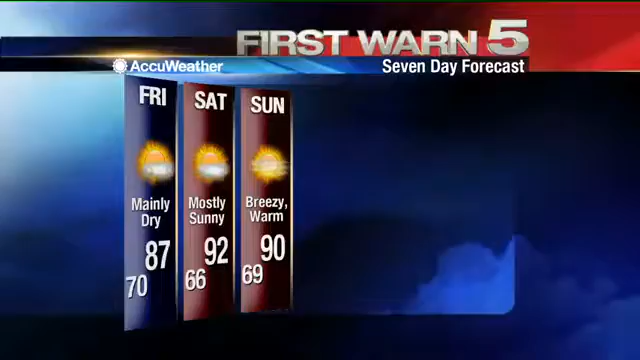 FIRST WARN 5
AccuWeather
Seven Day Forecast
FRI
Mainly
Dry
87
70
SAT
Mostly
Sunny
92
66
SUN
Breezy,
Warm
90
69